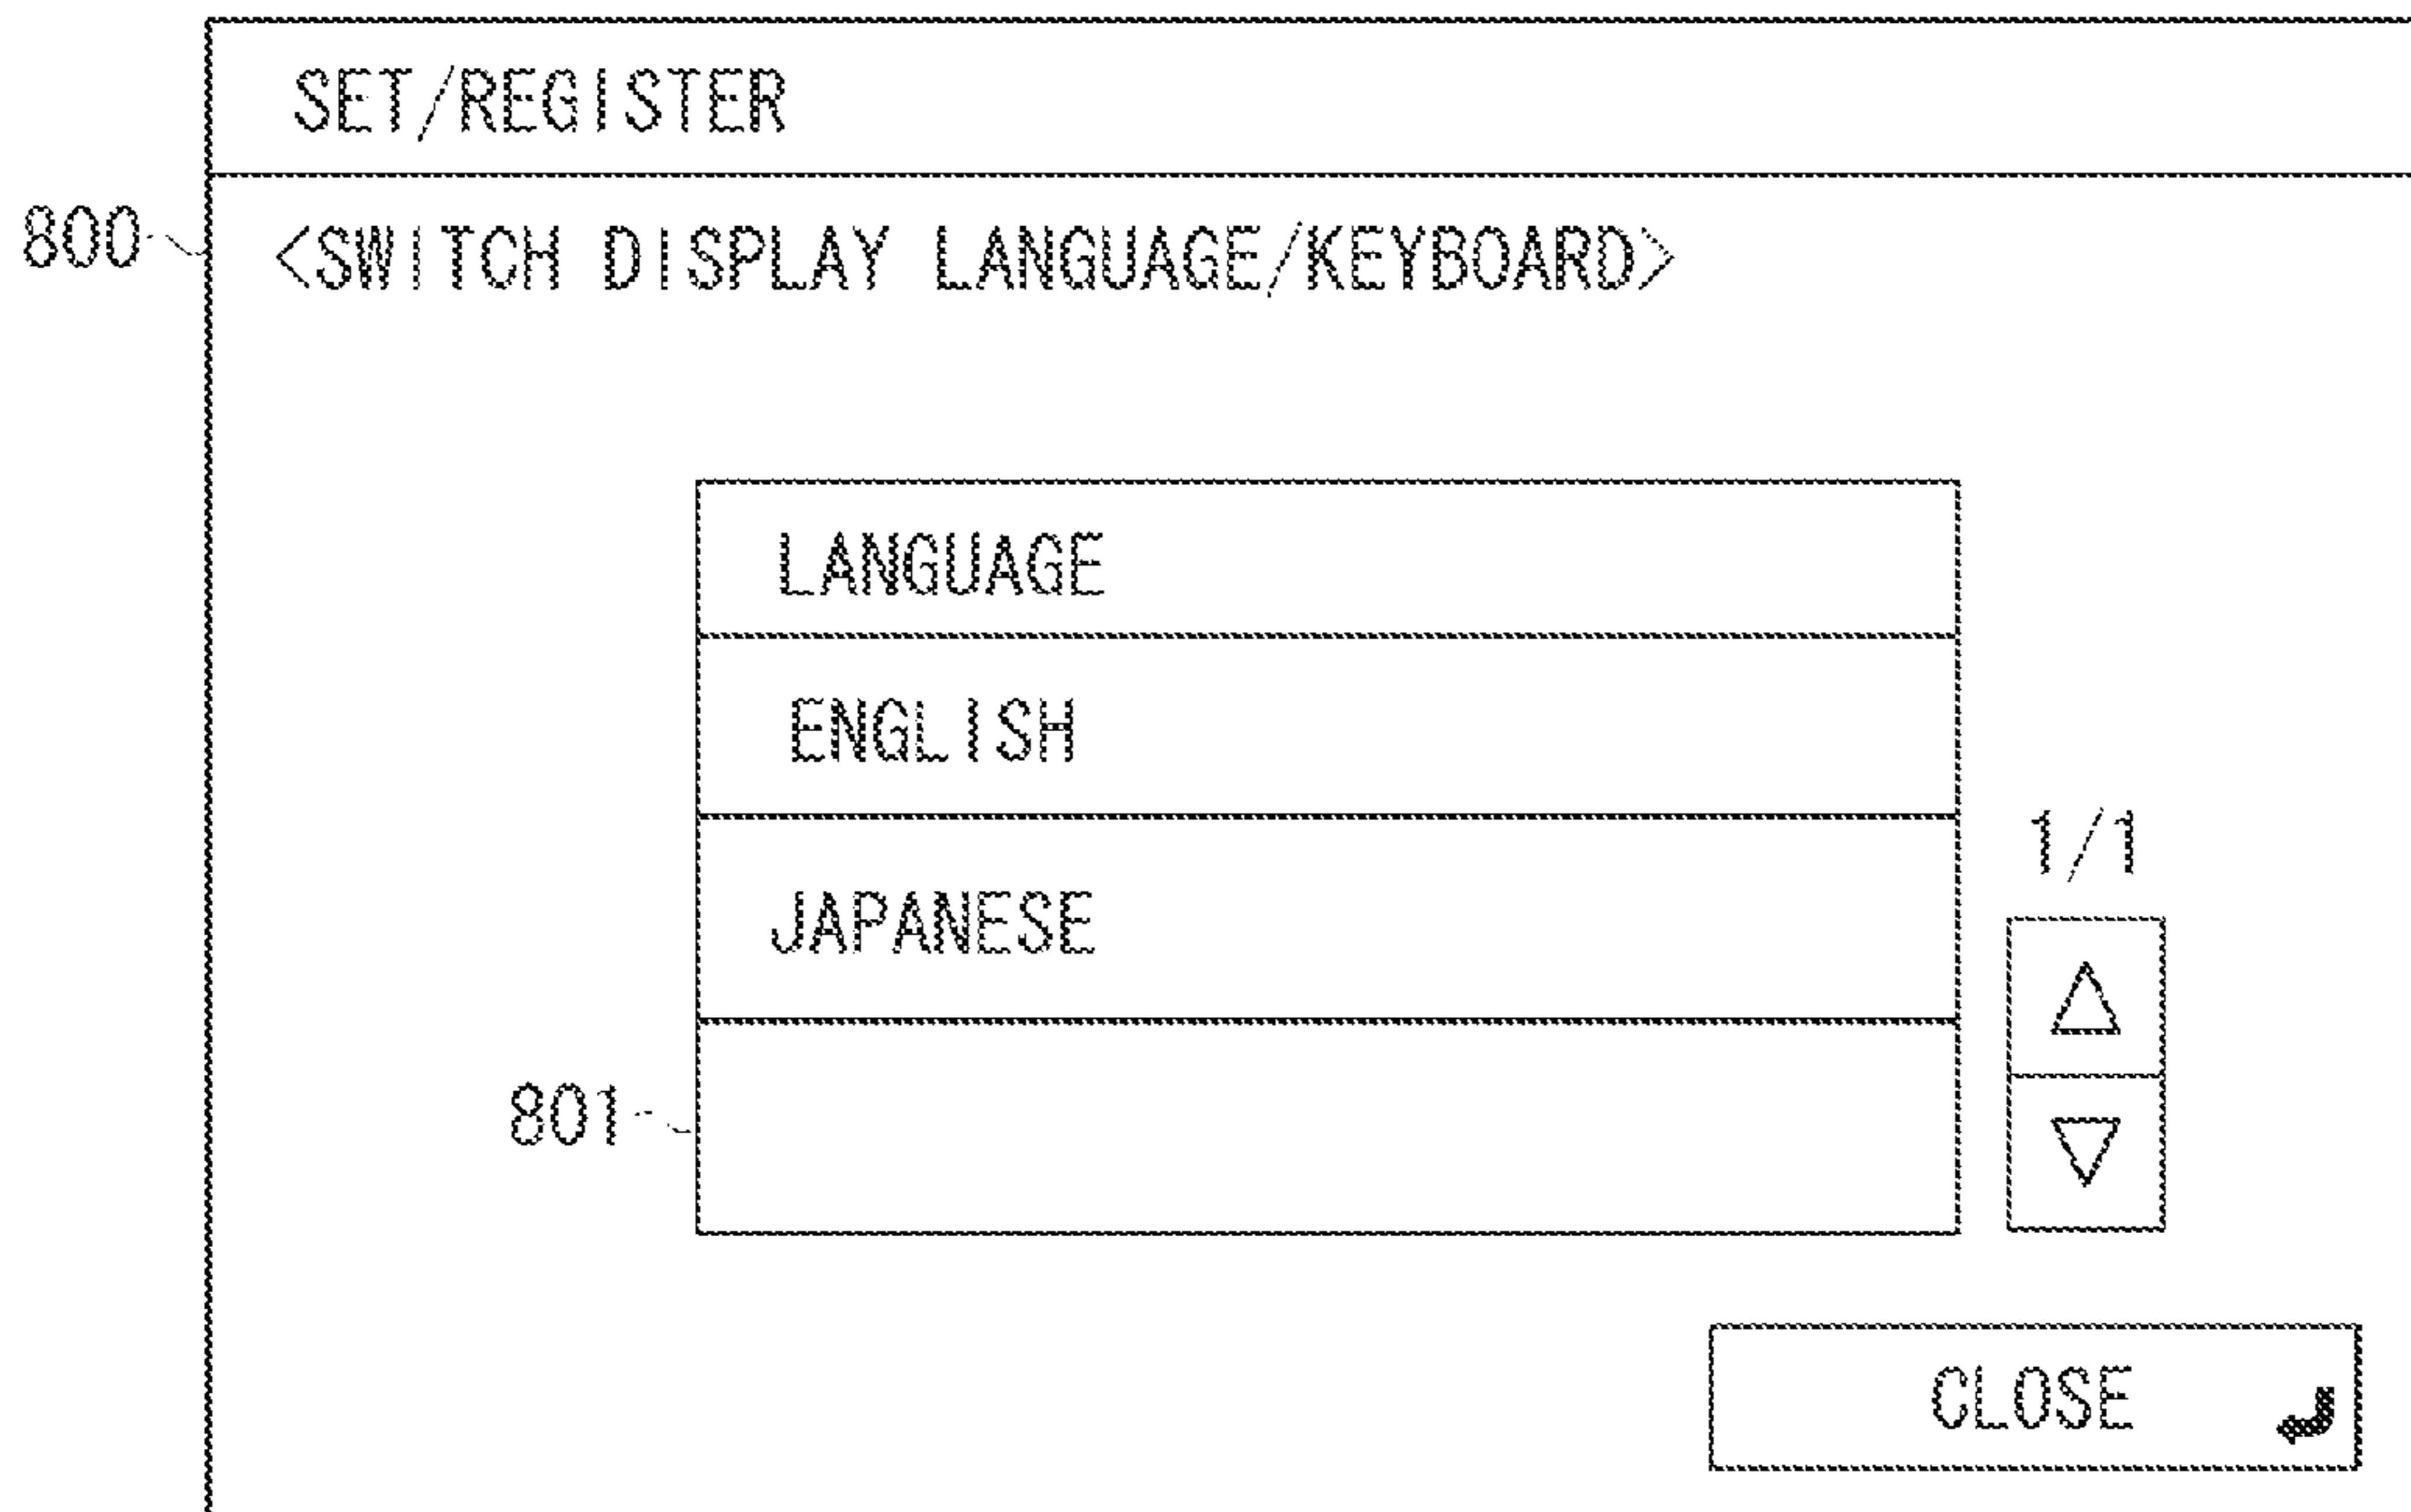 SET/REGISTER
800
<SWITCH DISPLAY LANGUAGE/KEYBOARD>
LANGUAGE
ENGLISH
1/1
JAPANESE
△
801
▽
CLOSE